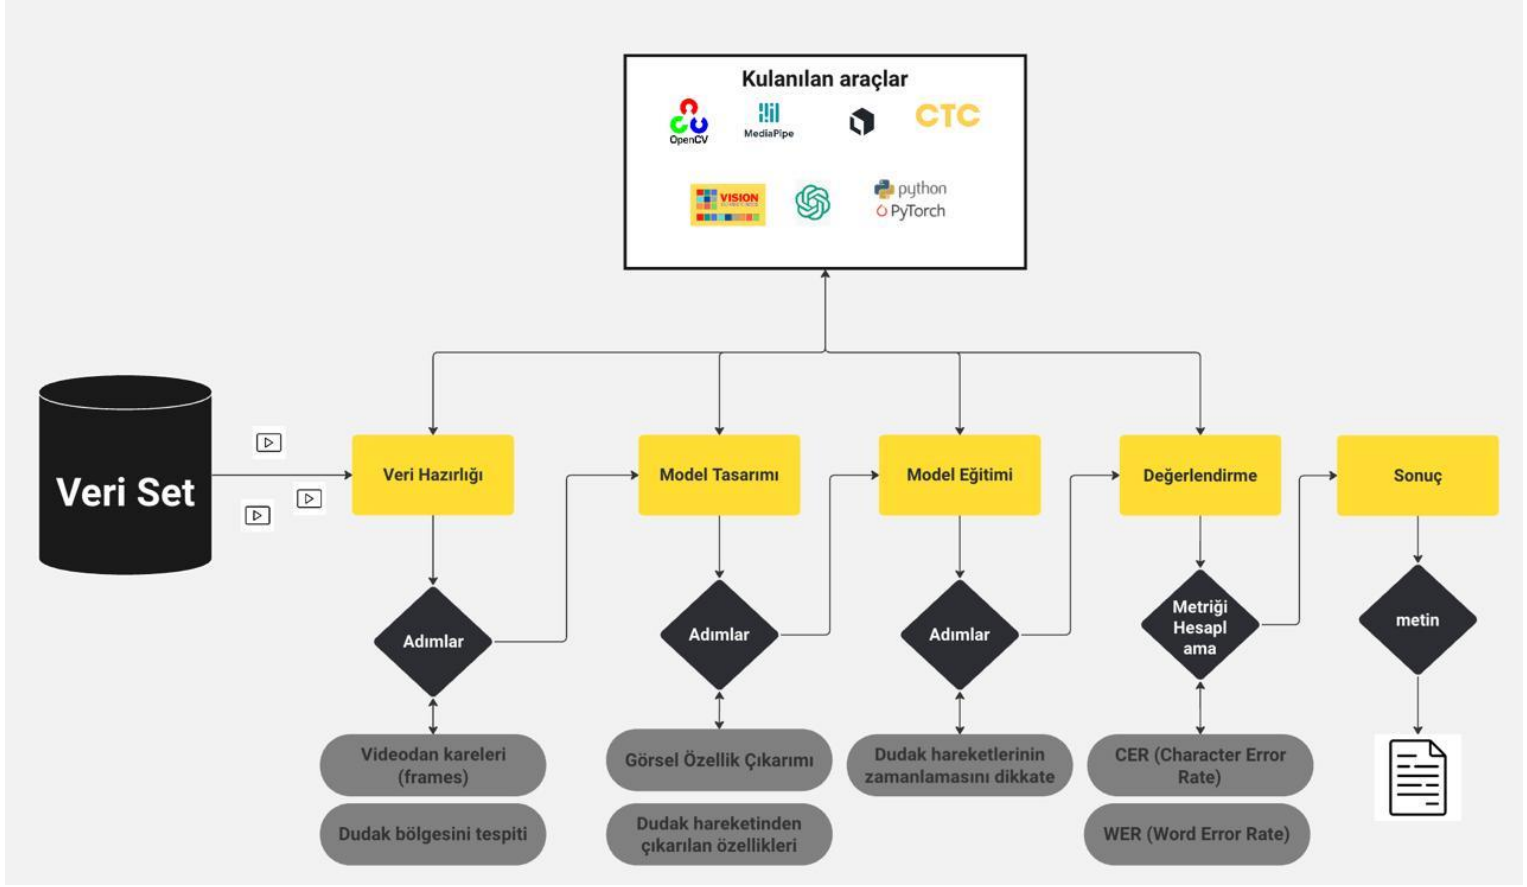 Kulanılan araçlar
OpenCV
MediaPipe
CTC
VISION
python
PyTorch
Veri Set
Veri Hazırlığı
Model Tasarımı
Model Eğitimi
Değerlendirme
Sonuç
Adımlar
Adımlar
Adımlar
Metriği
Hesapl
ama
metin
Videodan kareleri
(frames)
Dudak bölgesini tespiti
Görsel Özellik Çıkarımı
Dudak hareketinden
çıkarılan özellikleri
Dudak hareketlerinin
zamanlamasını dikkate
CER (Character Error
Rate)
WER (Word Error Rate)